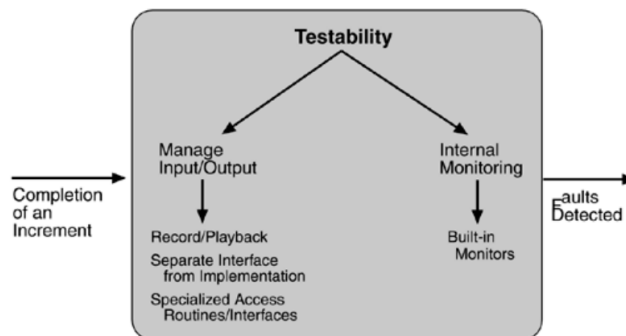 Testability
Manage
Input/Output
Internal
Monitoring
Completion
of an
Increment
Faults
Detected
Record/Playback
Separate Interface
from Implementation
Specialized Access
Routines/Interfaces
Built-in
Monitors